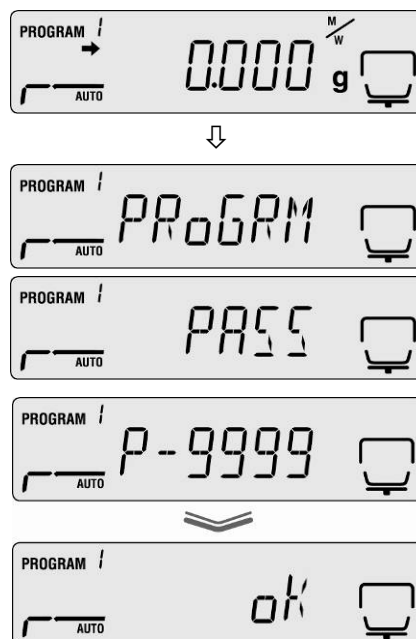 PROGRAM 1
M/W
0.000 g
AUTO
PROGRAM 1
PRoGRM
AUTO
PROGRAM 1
PASS
AUTO
PROGRAM 1
P-9999
AUTO
PROGRAM 1
oK
AUTO